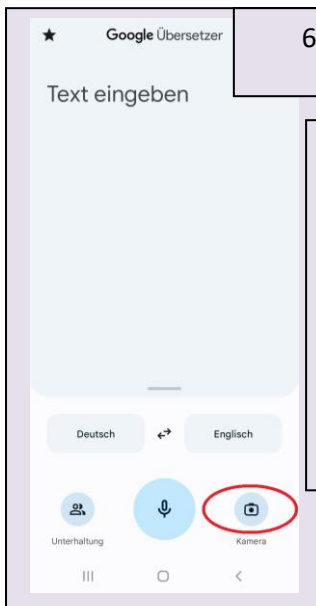 Google Übersetzer
6
Text eingeben
Deutsch
Englisch
Unterhaltung
Kamera